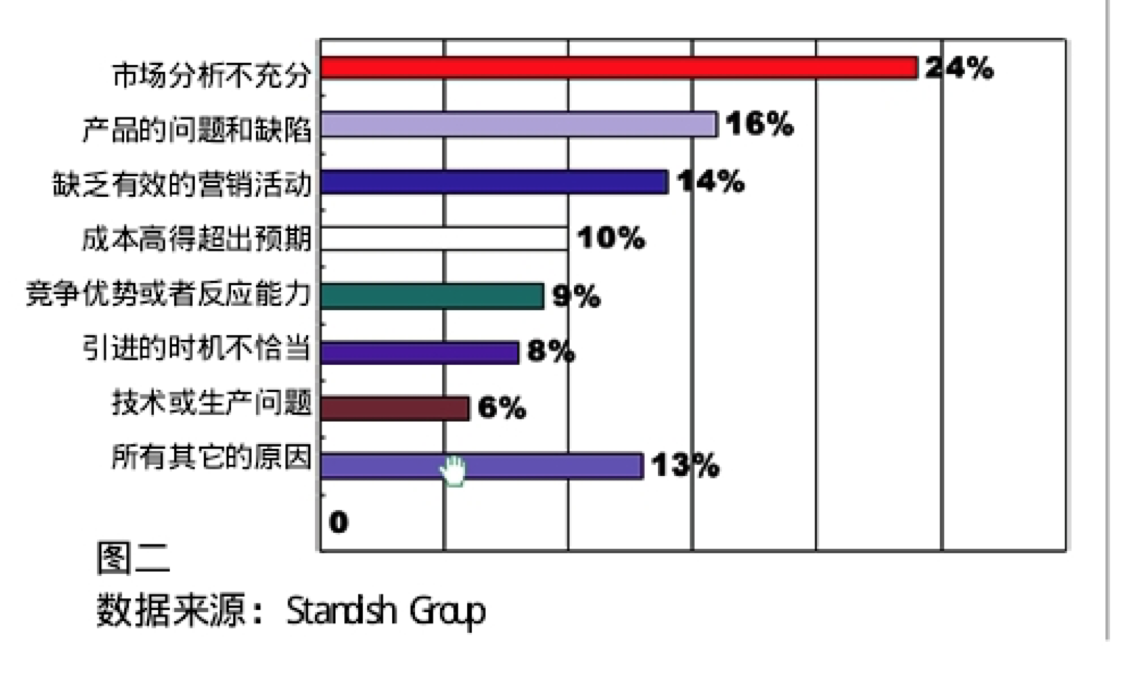 市场分析不充分 24%
产品的问题和缺陷 16%
缺乏有效的营销活动 14%
成本高得超出预期 10%
竞争优势或者反应能力 9%
引进的时机不恰当 8%
技术或生产问题 6%
所有其它的原因 13%
0
图二
数据来源：Standish Group